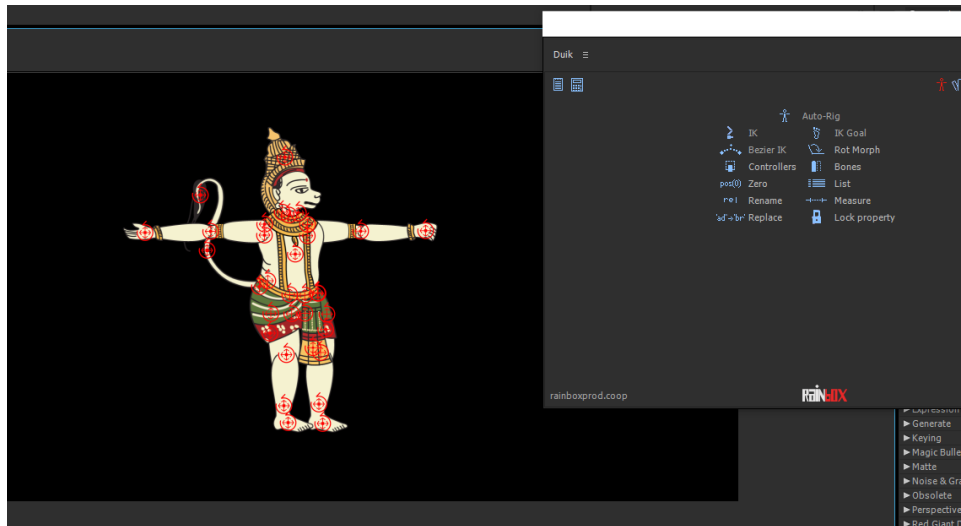 Duik
Auto-Rig
IK
IK Goal
Bezier IK
Rot Morph
Controllers
Bones
pos(0) Zero
List
Rename
Measure
'ad'→'br' Replace
Lock property
rainboxprod.coop
RAiNBOX
Expression
Generate
Keying
Magic Bulle
Matte
Noise & Gra
Obsolete
Perspective
Red Giant D